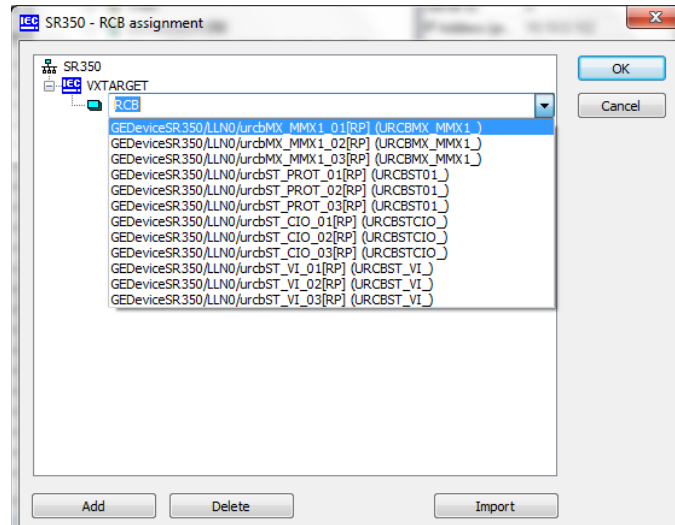 IEC SR350 - RCB assignment
SR350
IEC VXTARGET
RCB
GEDeviceSR350/LLN0/urcbMX_MMX1_01[RP] (URCBMX_MMX1_)
GEDeviceSR350/LLN0/urcbMX_MMX1_02[RP] (URCBMX_MMX1_)
GEDeviceSR350/LLN0/urcbMX_MMX1_03[RP] (URCBMX_MMX1_)
GEDeviceSR350/LLN0/urcbST_PROT_01[RP] (URCBST01_)
GEDeviceSR350/LLN0/urcbST_PROT_02[RP] (URCBST01_)
GEDeviceSR350/LLN0/urcbST_PROT_03[RP] (URCBST01_)
GEDeviceSR350/LLN0/urcbST_CIO_01[RP] (URCBSTCIO_)
GEDeviceSR350/LLN0/urcbST_CIO_02[RP] (URCBSTCIO_)
GEDeviceSR350/LLN0/urcbST_CIO_03[RP] (URCBSTCIO_)
GEDeviceSR350/LLN0/urcbST_VI_01[RP] (URCBST_VI_)
GEDeviceSR350/LLN0/urcbST_VI_02[RP] (URCBST_VI_)
GEDeviceSR350/LLN0/urcbST_VI_03[RP] (URCBST_VI_)
OK
Cancel
Add
Delete
Import